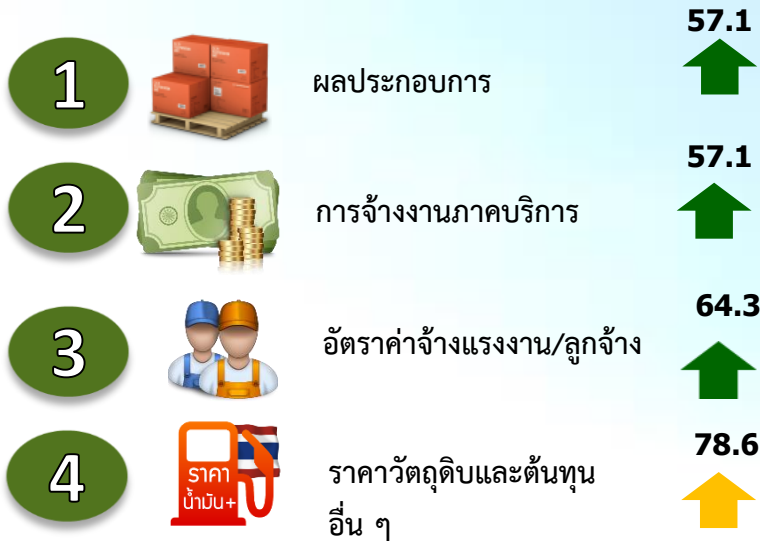 1
ผลประกอบการ
57.1
2
การจ้างงานภาคบริการ
57.1
3
อัตราค่าจ้างแรงงาน/ลูกจ้าง
64.3
4
ราคา
น้ำมัน+
ราคาวัตถุดิบและต้นทุน
อื่น ๆ
78.6